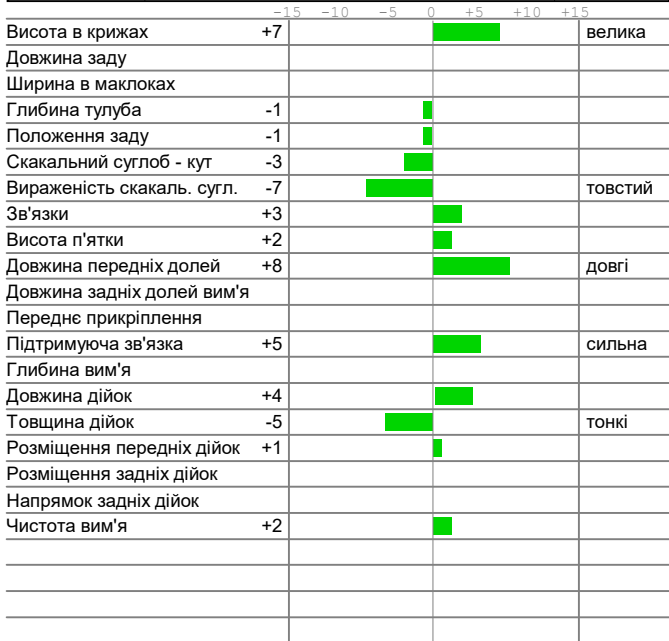 -15 -10 -5 0 +5 +10 +15
Висота в крижах +7 велика
Довжина заду
Ширина в маклоках
Глибина тулуба -1
Положення заду -1
Скакальний суглоб - кут -3
Вираженість скакаль. сугл. -7 товстий
Зв'язки +3
Висота п'ятки +2
Довжина передніх долей +8 довгі
Довжина задніх долей вим'я
Переднє прикріплення
Підтримуюча зв'язка +5 сильна
Глибина вим'я
Довжина дійок +4
Товщина дійок -5 тонкі
Розміщення передніх дійок +1
Розміщення задніх дійок
Напрямок задніх дійок
Чистота вим'я +2